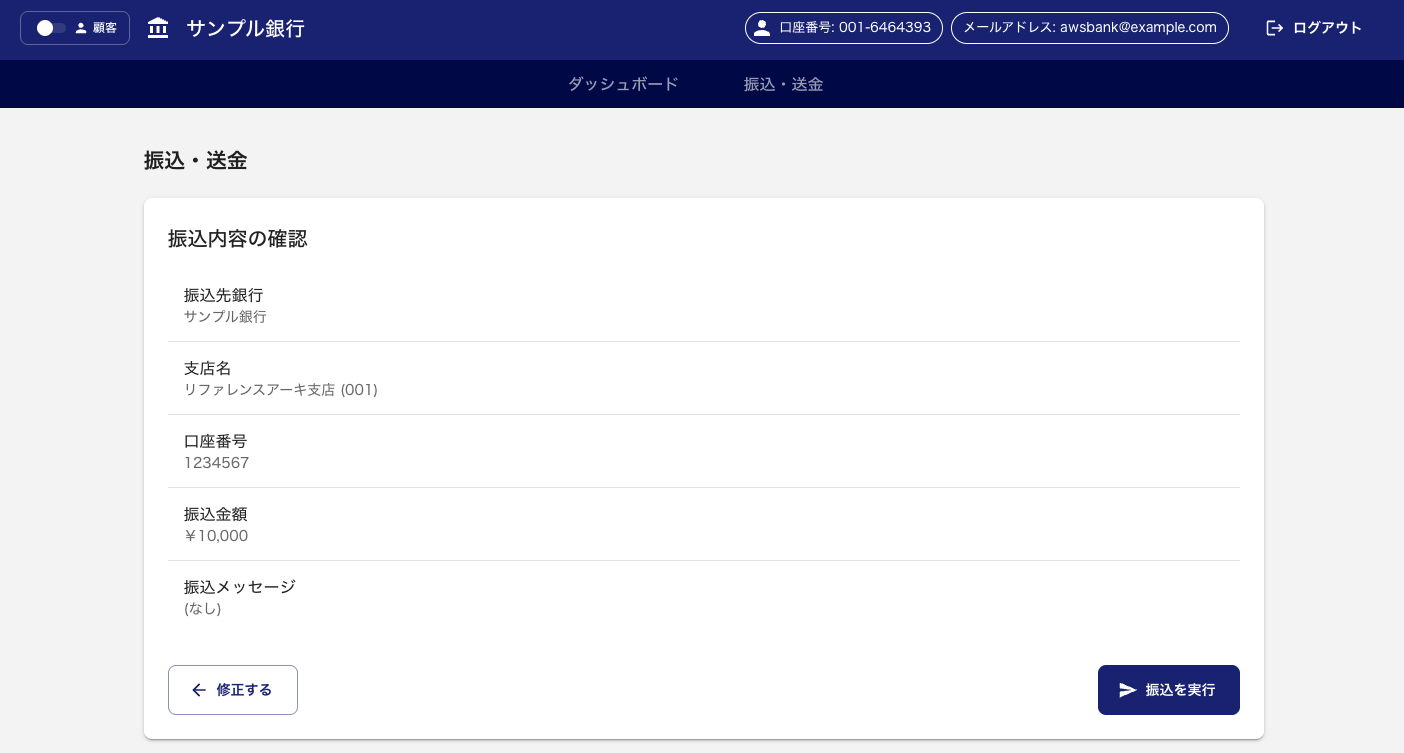 顧客
サンプル銀行
口座番号: 001-6464393
メールアドレス: awsbank@example.com
ログアウト
ダッシュボード
振込・送金
振込・送金
振込内容の確認
振込先銀行
サンプル銀行
支店名
リファレンスアーキ支店 (001)
口座番号
1234567
振込金額
￥10,000
振込メッセージ
(なし)
修正する
振込を実行